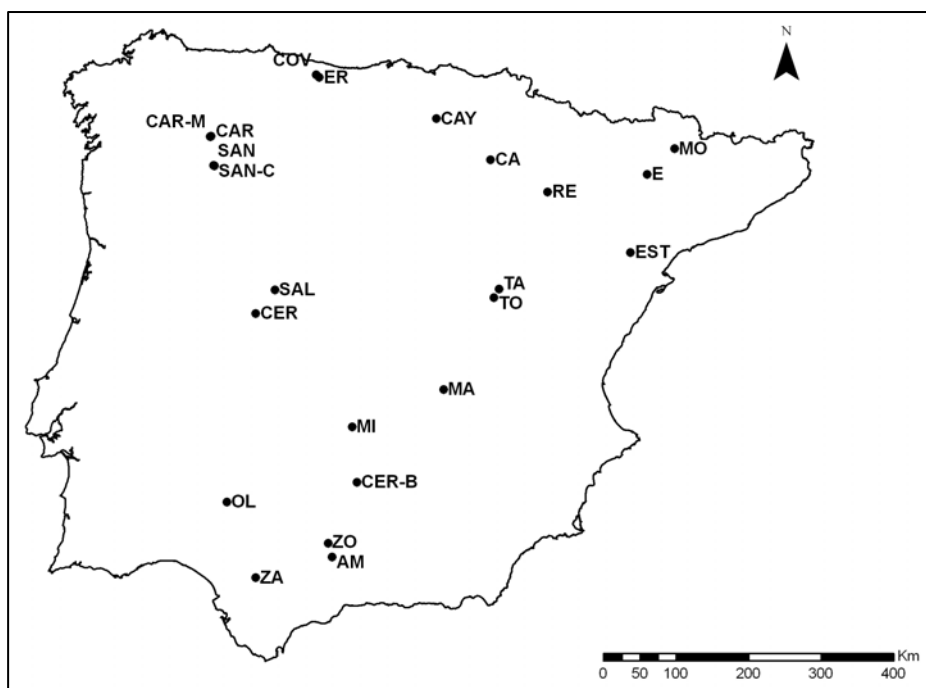 N
COV
ER
CAY
CAR-M
CAR
SAN
SAN-C
MO
CA
E
RE
EST
SAL
TA
TO
CER
MA
MI
CER-B
OL
ZO
AM
ZA
Km
0 50 100 200 300 400